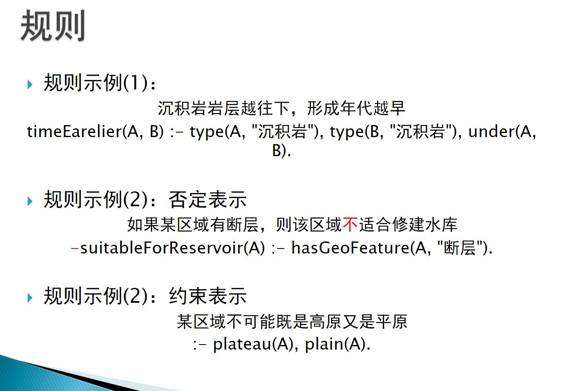 规则
规则示例(1)：
沉积岩岩层越往下，形成年代越早
timeEarelier(A, B) :- type(A, "沉积岩"), type(B, "沉积岩"), under(A,
B).
规则示例(2)：否定表示
如果某区域有断层，则该区域不适合修建水库
-suitableForReservoir(A) :- hasGeoFeature(A, "断层").
规则示例(2)：约束表示
某区域不可能既是高原又是平原
:- plateau(A), plain(A).